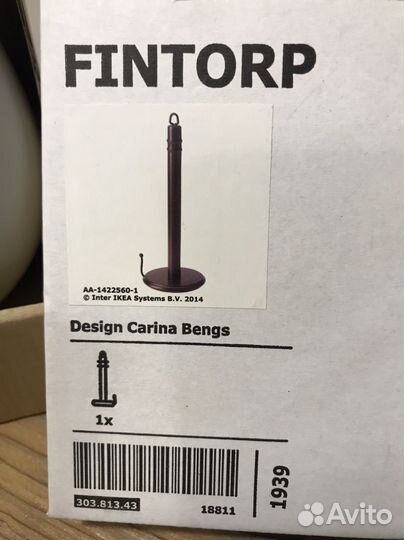 FINTORP
AA-1422560-1
© Inter IKEA Systems B.V. 2014
Design Carina Bengs
1x
303.813.43
18811
1939
Avito